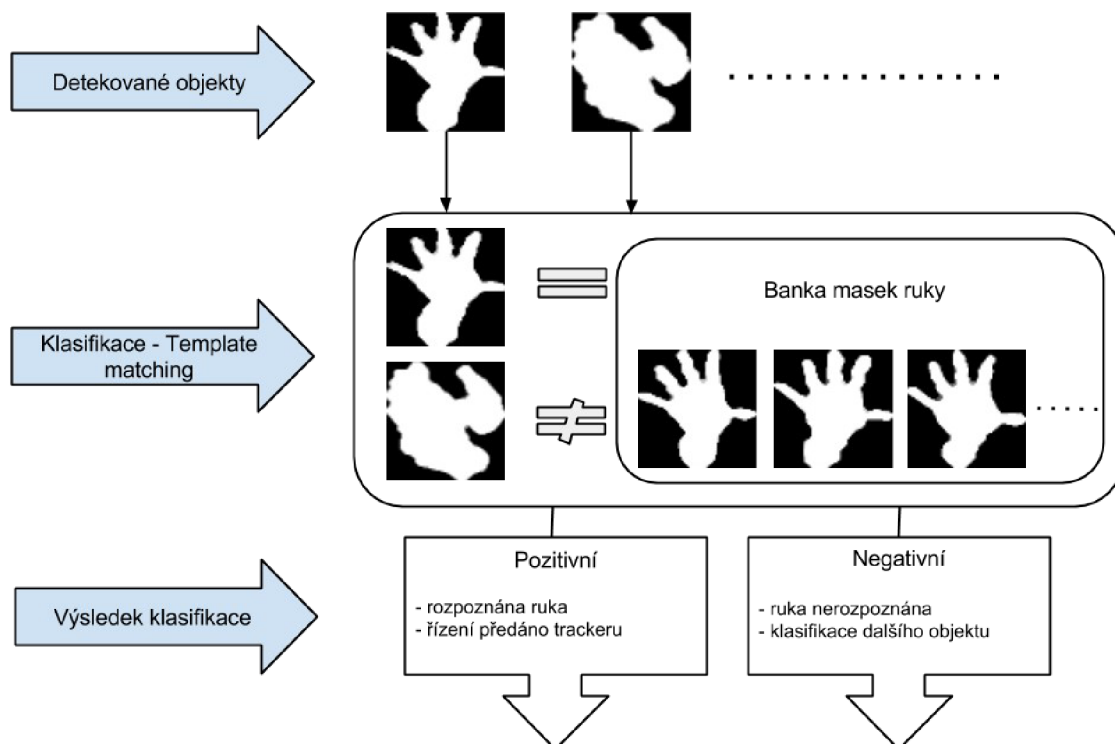 Detekované objekty
Banka masek ruky
Klasifikace - Template
matching
Výsledek klasifikace
Pozitivní
- rozpoznána ruka
- řízení předáno trackeru
Negativní
- ruka nerozpoznána
- klasifikace dalšího objektu